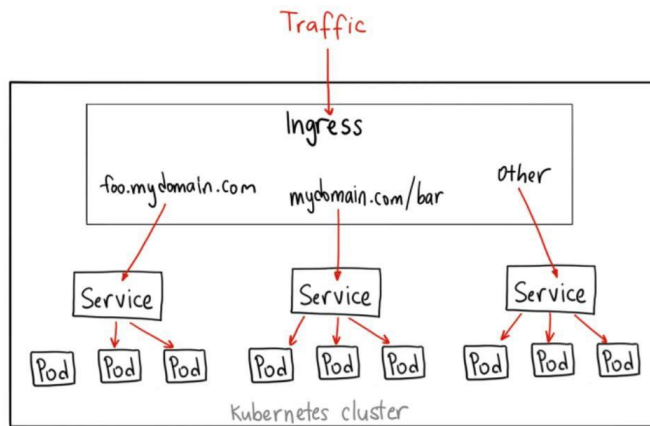 Traffic
Ingress
foo.mydomain.com
mydomain.com/bar
other
Service
Service
Service
Pod
Pod
Pod
Pod
Pod
Pod
Pod
Pod
Pod
Kubernetes cluster